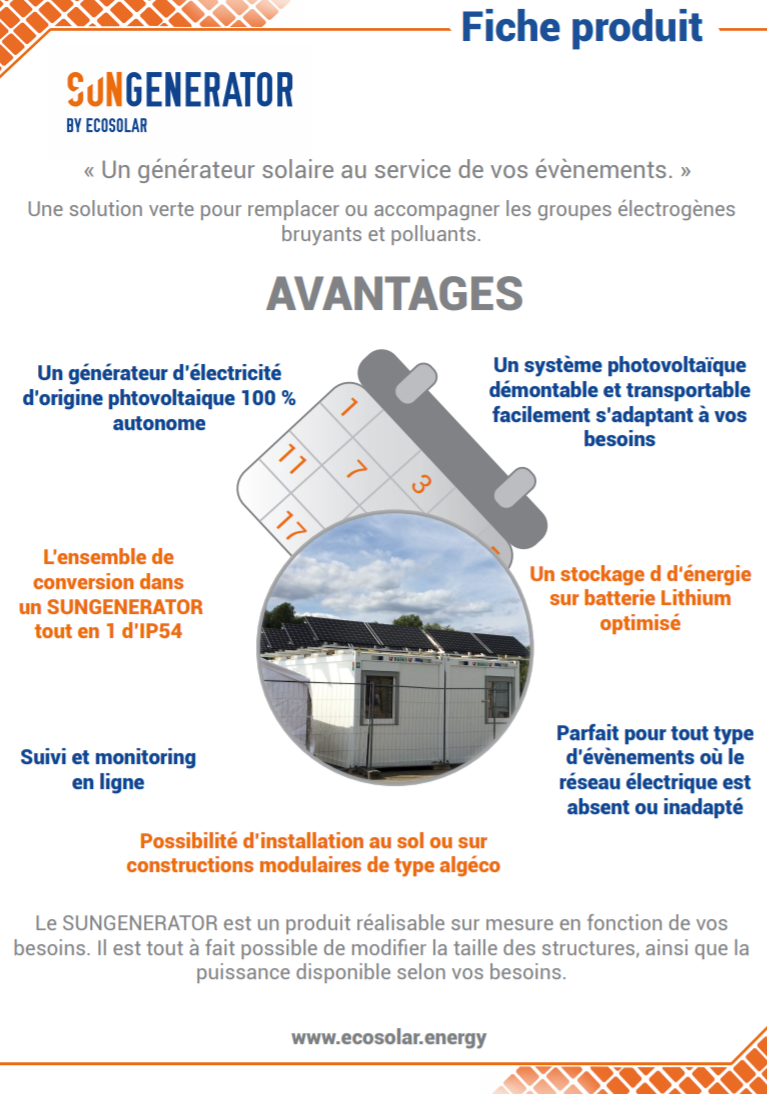 Fiche produit
SUNGENERATOR
BY ECOSOLAR
« Un générateur solaire au service de vos évènements. »
Une solution verte pour remplacer ou accompagner les groupes électrogènes
bruyants et polluants.
AVANTAGES
Un générateur d'électricité
d'origine phtovoltaique 100 %
autonome
Un système photovoltaïque
démontable et transportable
facilement s'adaptant à vos
besoins
1
11
7
3
17
L'ensemble de
conversion dans
un SUNGENERATOR
tout en 1 d'IP54
Un stockage d d'énergie
sur batterie Lithium
optimisé
Suivi et monitoring
en ligne
Parfait pour tout type
d'évènements où le
réseau électrique est
absent ou inadapté
Possibilité d'installation au sol ou sur
constructions modulaires de type algéco
Le SUNGENERATOR est un produit réalisable sur mesure en fonction de vos
besoins. Il est tout à fait possible de modifier la taille des structures, ainsi que la
puissance disponible selon vos besoins.
www.ecosolar.energy